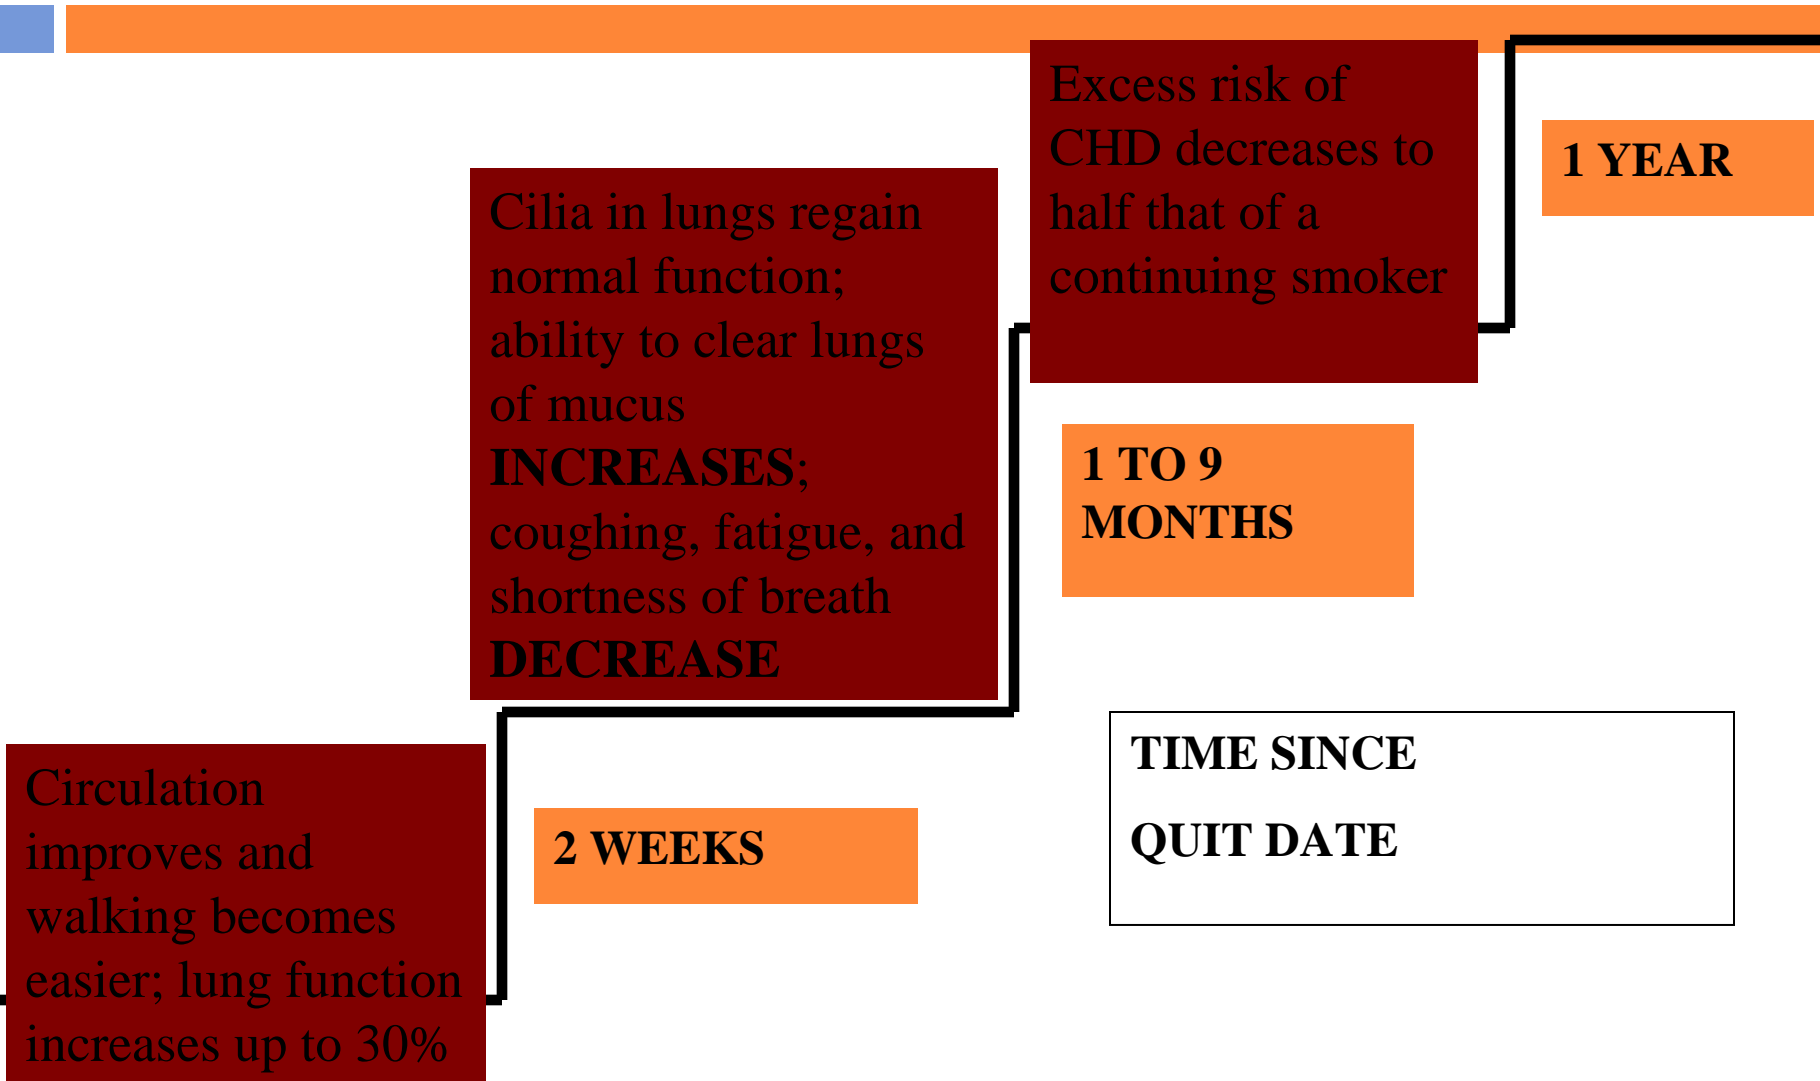 Excess risk of
CHD decreases to
half that of a
continuing smoker
1 YEAR
Cilia in lungs regain
normal function;
ability to clear lungs
of mucus
INCREASES;
coughing, fatigue, and
shortness of breath
DECREASE
1 TO 9
MONTHS
Circulation
improves and
walking becomes
easier; lung function
increases up to 30%
2 WEEKS
TIME SINCE
QUIT DATE